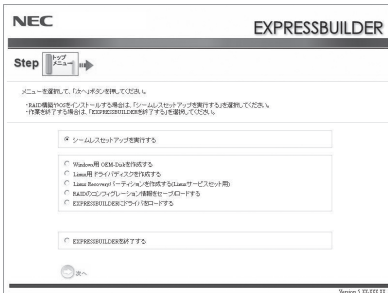 NEC
EXPRESSBUILDER
Step トップメニュー
メニューを選択して、「次へ」ボタンを押してください。
・RAID構築やOSをインストールする場合は、「シームレスセットアップを実行する」を選択してください。
・作業を終了する場合は、「EXPRESSBUILDERを終了する」を選択してください。
シームレスセットアップを実行する
Windows用 OEM-Diskを作成する
Linux用 ドライバディスクを作成する
Linux Recoveryパーティションを作成する(Linuxサービスセット用)
RAIDのコンフィグレーション情報をセーブ/ロードする
EXPRESSBUILDERにドライバをロードする
EXPRESSBUILDERを終了する
次へ